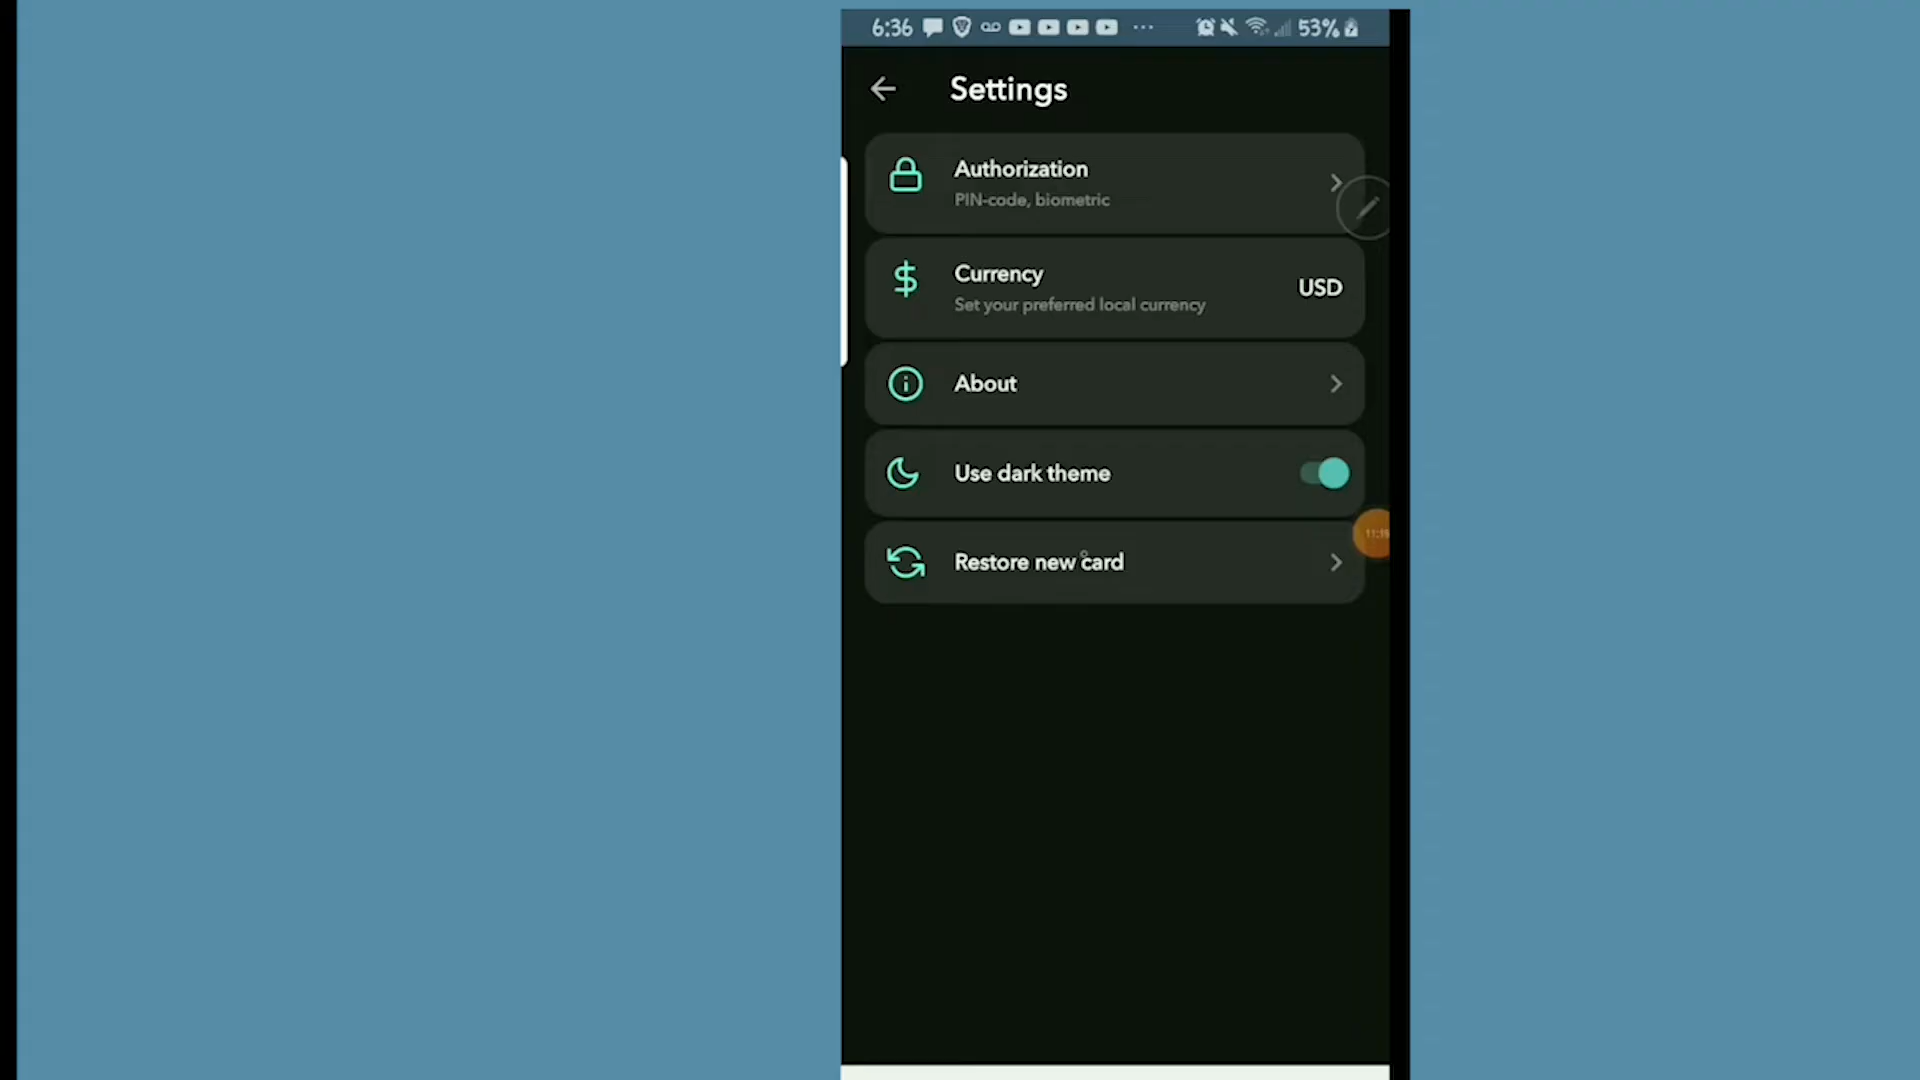 6:36 53%
Settings
Authorization
PIN-code, biometric
Currency
Set your preferred local currency
USD
About
Use dark theme
Restore new card